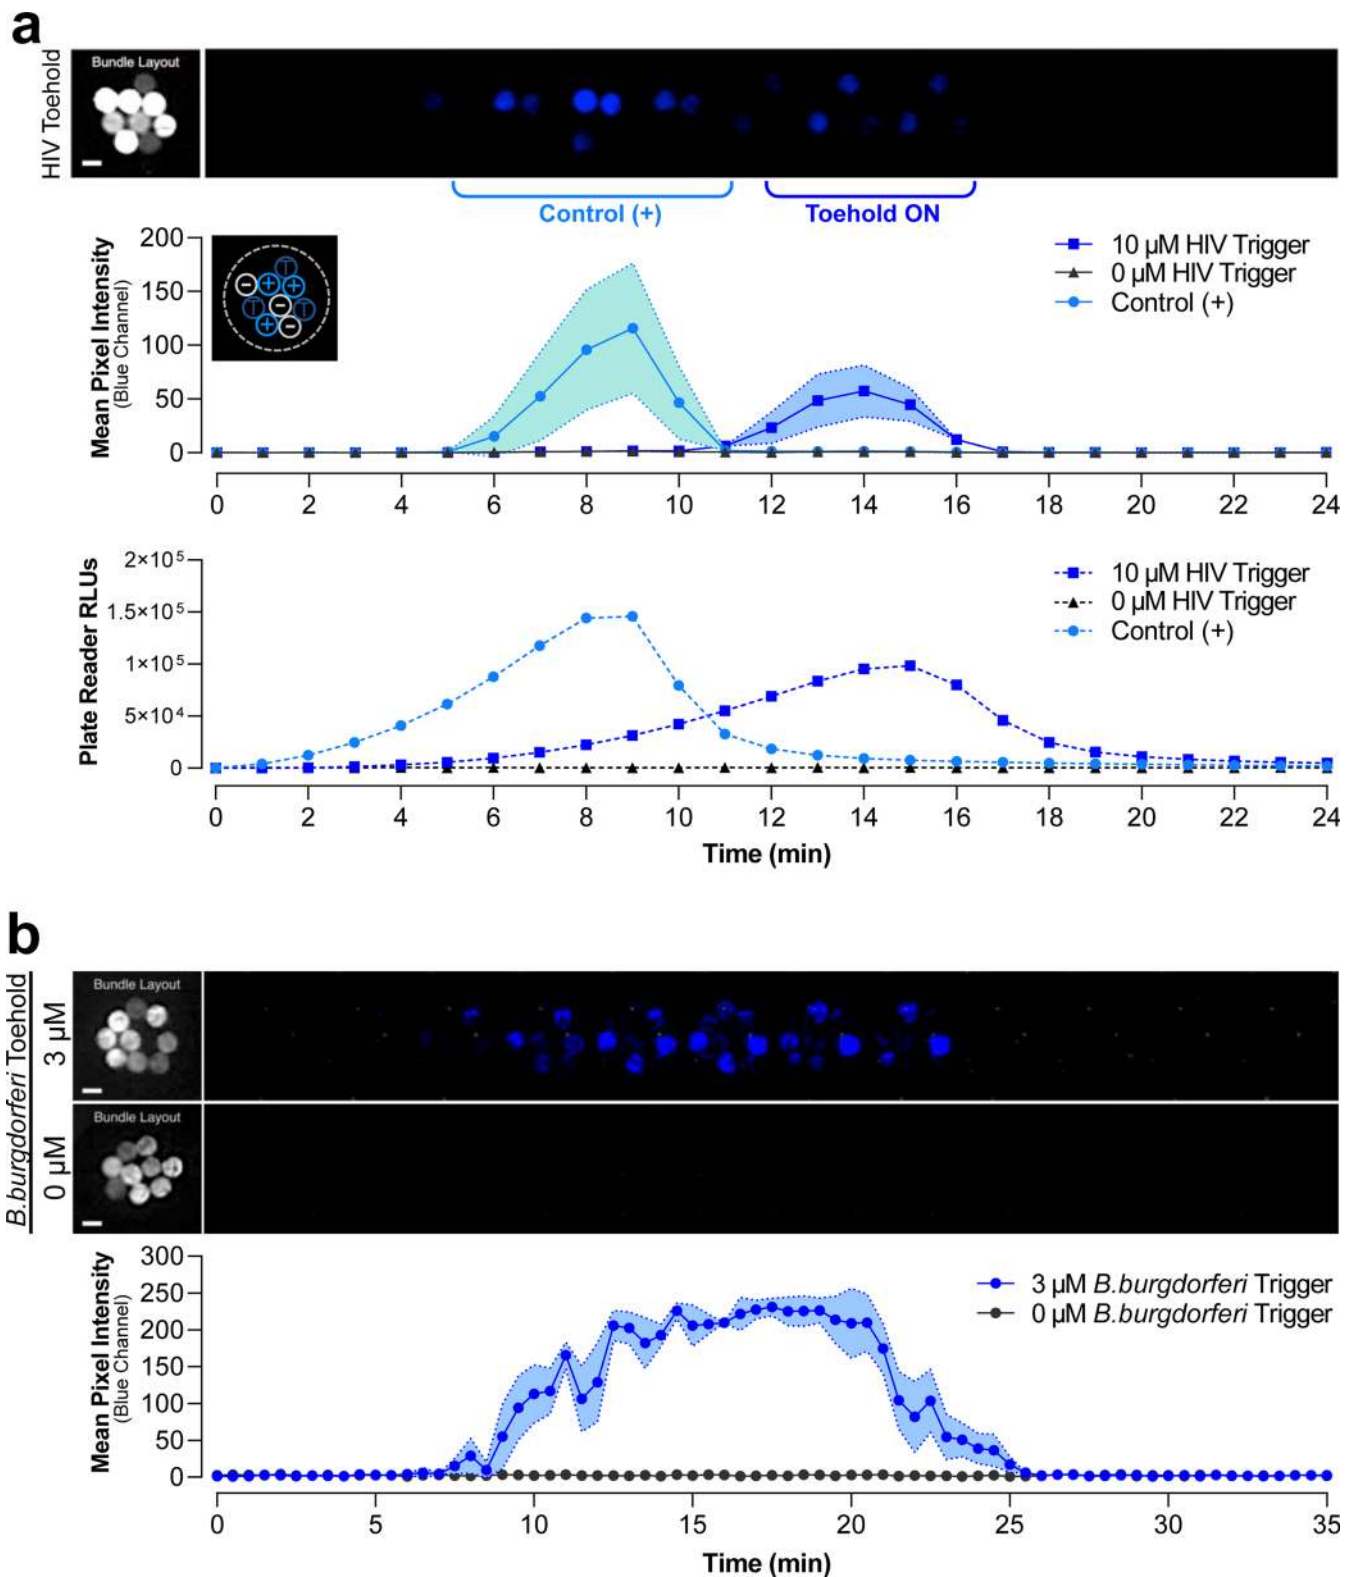 a
HIV Toehold
Bundle Layout
Control (+)
Toehold ON
Mean Pixel Intensity
(Blue Channel)
200
150
100
50
0
T
- + +
T - T
+ -
10 µM HIV Trigger
0 µM HIV Trigger
Control (+)
0 2 4 6 8 10 12 14 16 18 20 22 24
Plate Reader RLUs
2×10⁵
1.5×10⁵
1×10⁵
5×10⁴
0
10 µM HIV Trigger
0 µM HIV Trigger
Control (+)
0 2 4 6 8 10 12 14 16 18 20 22 24
Time (min)
b
B.burgdorferi Toehold
3 µM
Bundle Layout
0 µM
Bundle Layout
Mean Pixel Intensity
(Blue Channel)
300
250
200
150
100
50
0
3 µM B.burgdorferi Trigger
0 µM B.burgdorferi Trigger
0 5 10 15 20 25 30 35
Time (min)